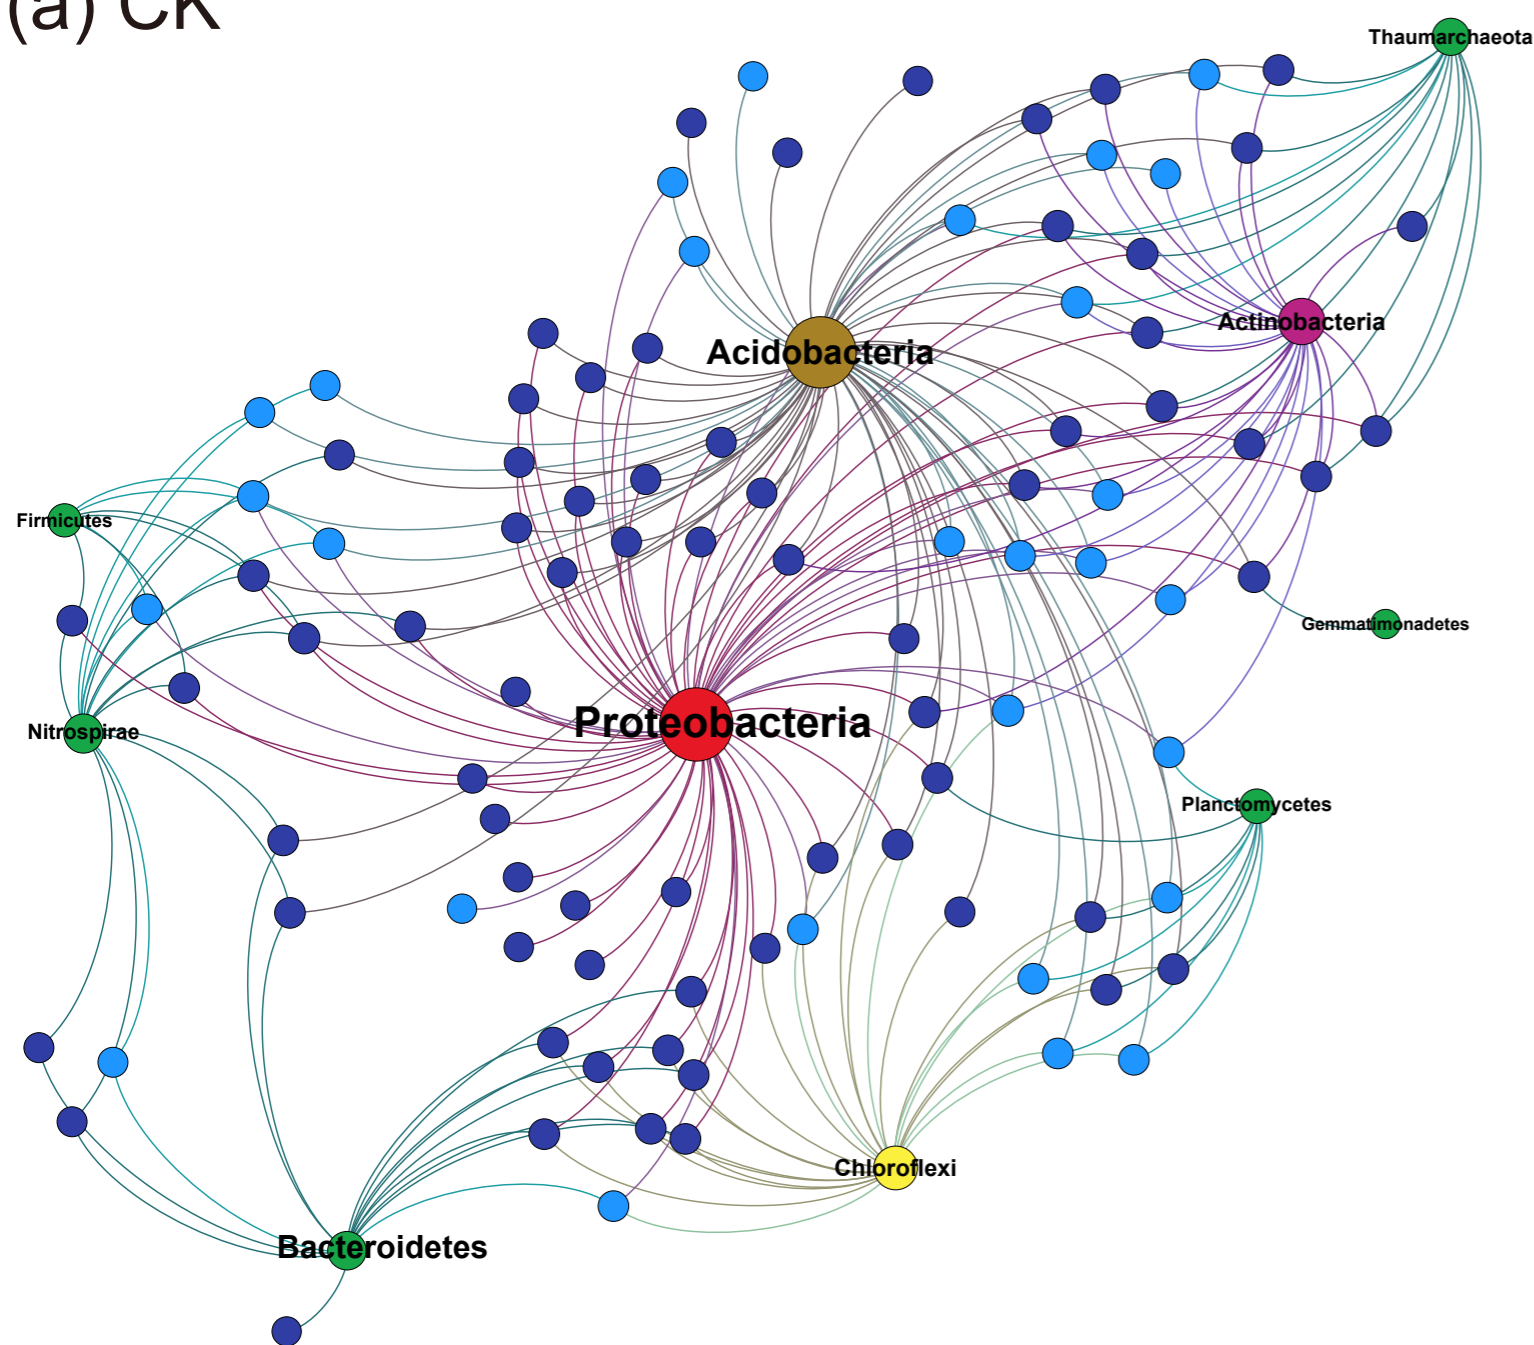 (a) CK
Thaumarchaeota
Actinobacteria
Acidobacteria
Firmicutes
Gemmatimonadetes
Proteobacteria
Nitrospirae
Planctomycetes
Chloroflexi
Bacteroidetes